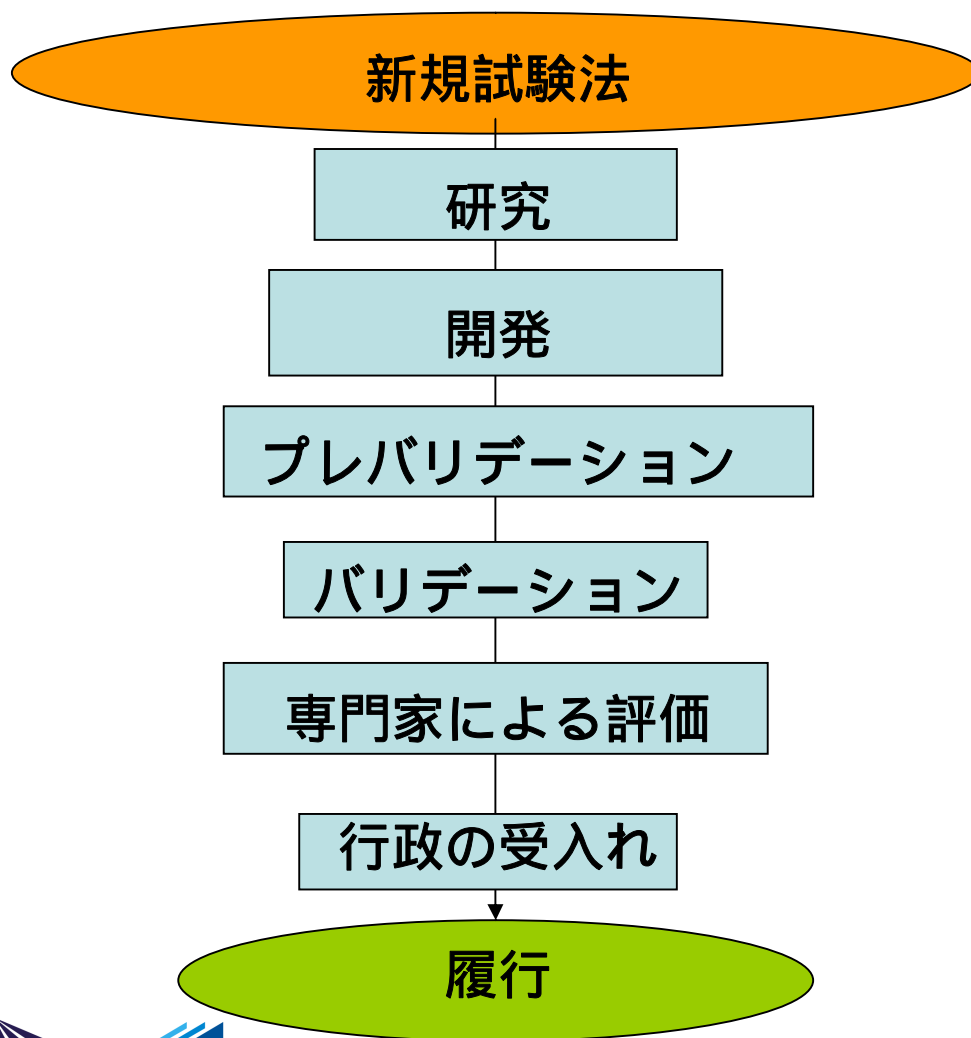 新規試験法
研究
開発
プレバリデーション
バリデーション
専門家による評価
行政の受入れ
履行